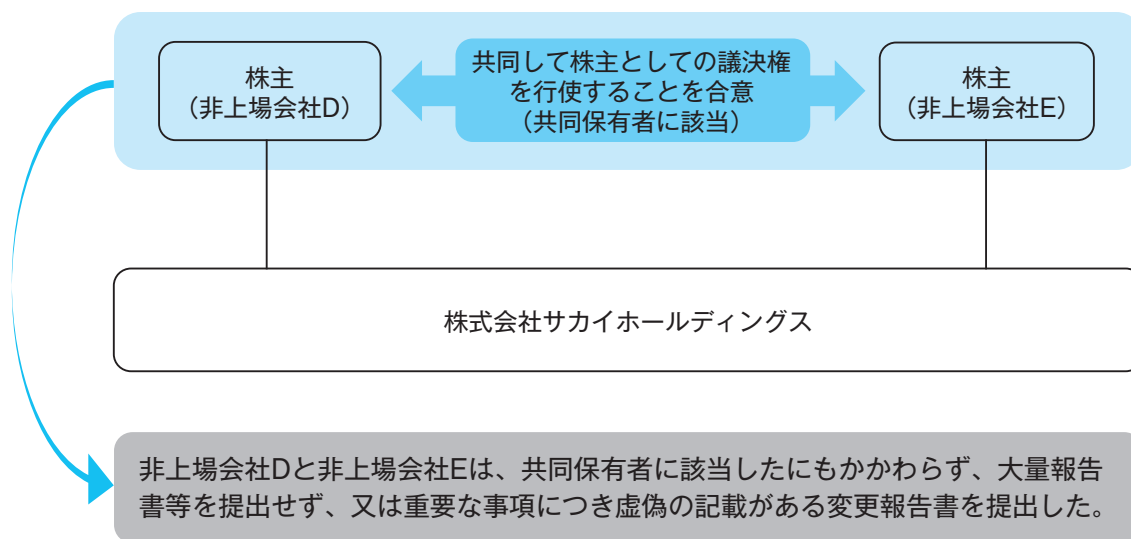 株主
（非上場会社D）
共同して株主としての議決権
を行使することを合意
（共同保有者に該当）
株主
（非上場会社E）
株式会社サカイホールディングス
非上場会社Dと非上場会社Eは、共同保有者に該当したにもかかわらず、大量報告
書等を提出せず、又は重要な事項につき虚偽の記載がある変更報告書を提出した。